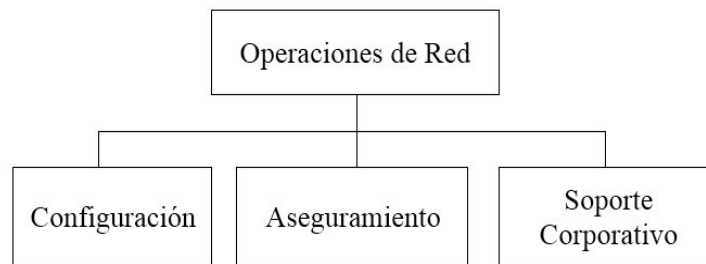 Operaciones de Red
Configuración
Aseguramiento
Soporte
Corporativo